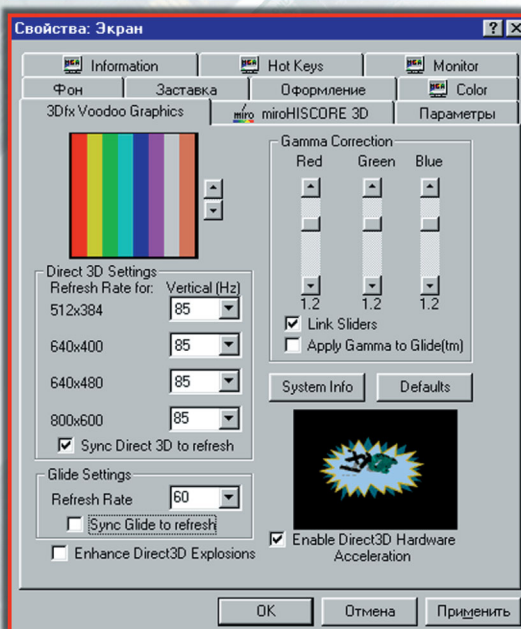 Свойства: Экран
Information
Hot Keys
Monitor
Фон
Заставка
Оформление
Color
3Dfx Voodoo Graphics
miro
miroHISCORE 3D
Параметры
Gamma Correction
Red Green Blue
1.2 1.2 1.2
Link Sliders
Apply Gamma to Glide(tm)
Direct 3D Settings
Refresh Rate for: Vertical (Hz)
512x384 85
640x400 85
640x480 85
800x600 85
Sync Direct 3D to refresh
System Info
Defaults
Glide Settings
Refresh Rate 60
Sync Glide to refresh
Enhance Direct3D Explosions
Enable Direct3D Hardware
Acceleration
OK
Отмена
Применить